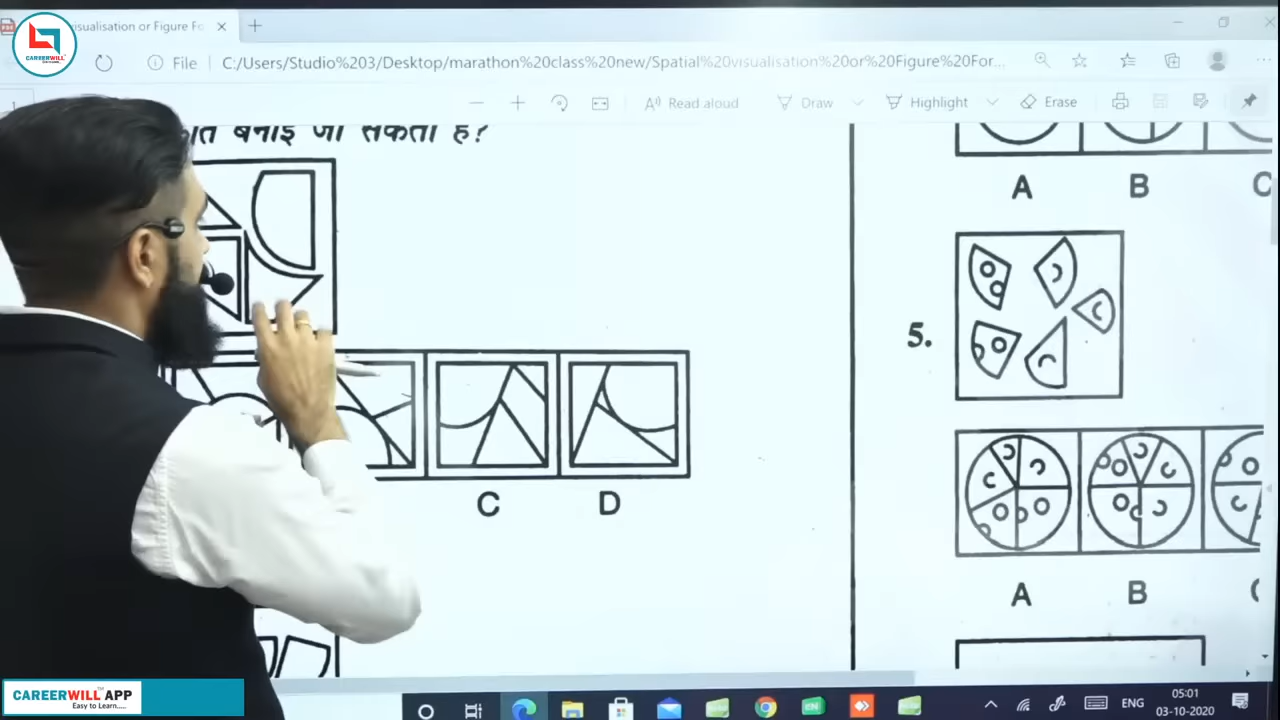 isualisation or Figure Fo
CAREERWILL
File
C:/Users/Studio%203/Desktop/marathon%20class%20new/Spatial%20visualisation%20or%20Figure%20For...
Read aloud
Draw
Highlight
Erase
बनाई जा सकती है?
A B C
5.
C D
A B
CAREERWILL APP
Easy to Learn.....
ENG
05:01
03-10-2020